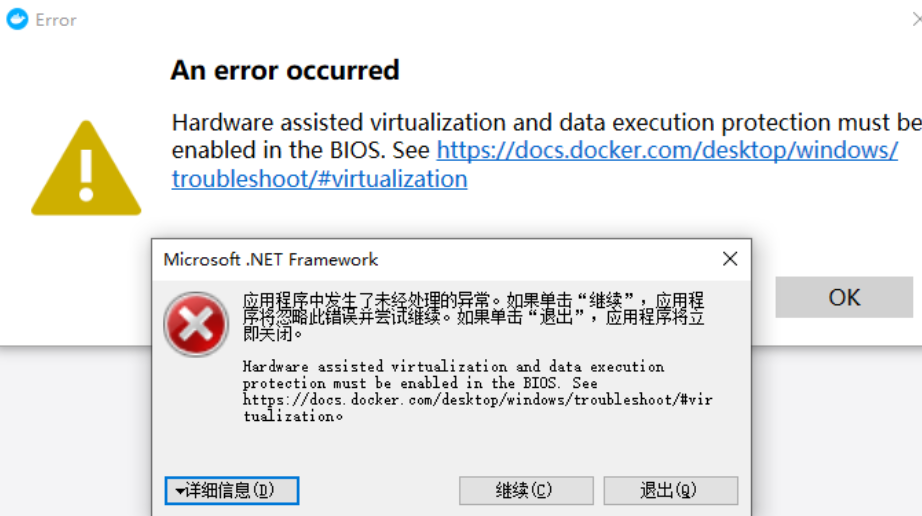 Error
An error occurred
Hardware assisted virtualization and data execution protection must be
enabled in the BIOS. See https://docs.docker.com/desktop/windows/
troubleshoot/#virtualization
OK
Microsoft .NET Framework
应用程序中发生了未经处理的异常。如果单击“继续”，应用程
序将忽略此错误并尝试继续。如果单击“退出”，应用程序将立
即关闭。
Hardware assisted virtualization and data execution
protection must be enabled in the BIOS. See
https://docs.docker.com/desktop/windows/troubleshoot/#vir
tualization。
详细信息(D)
继续(C)
退出(Q)